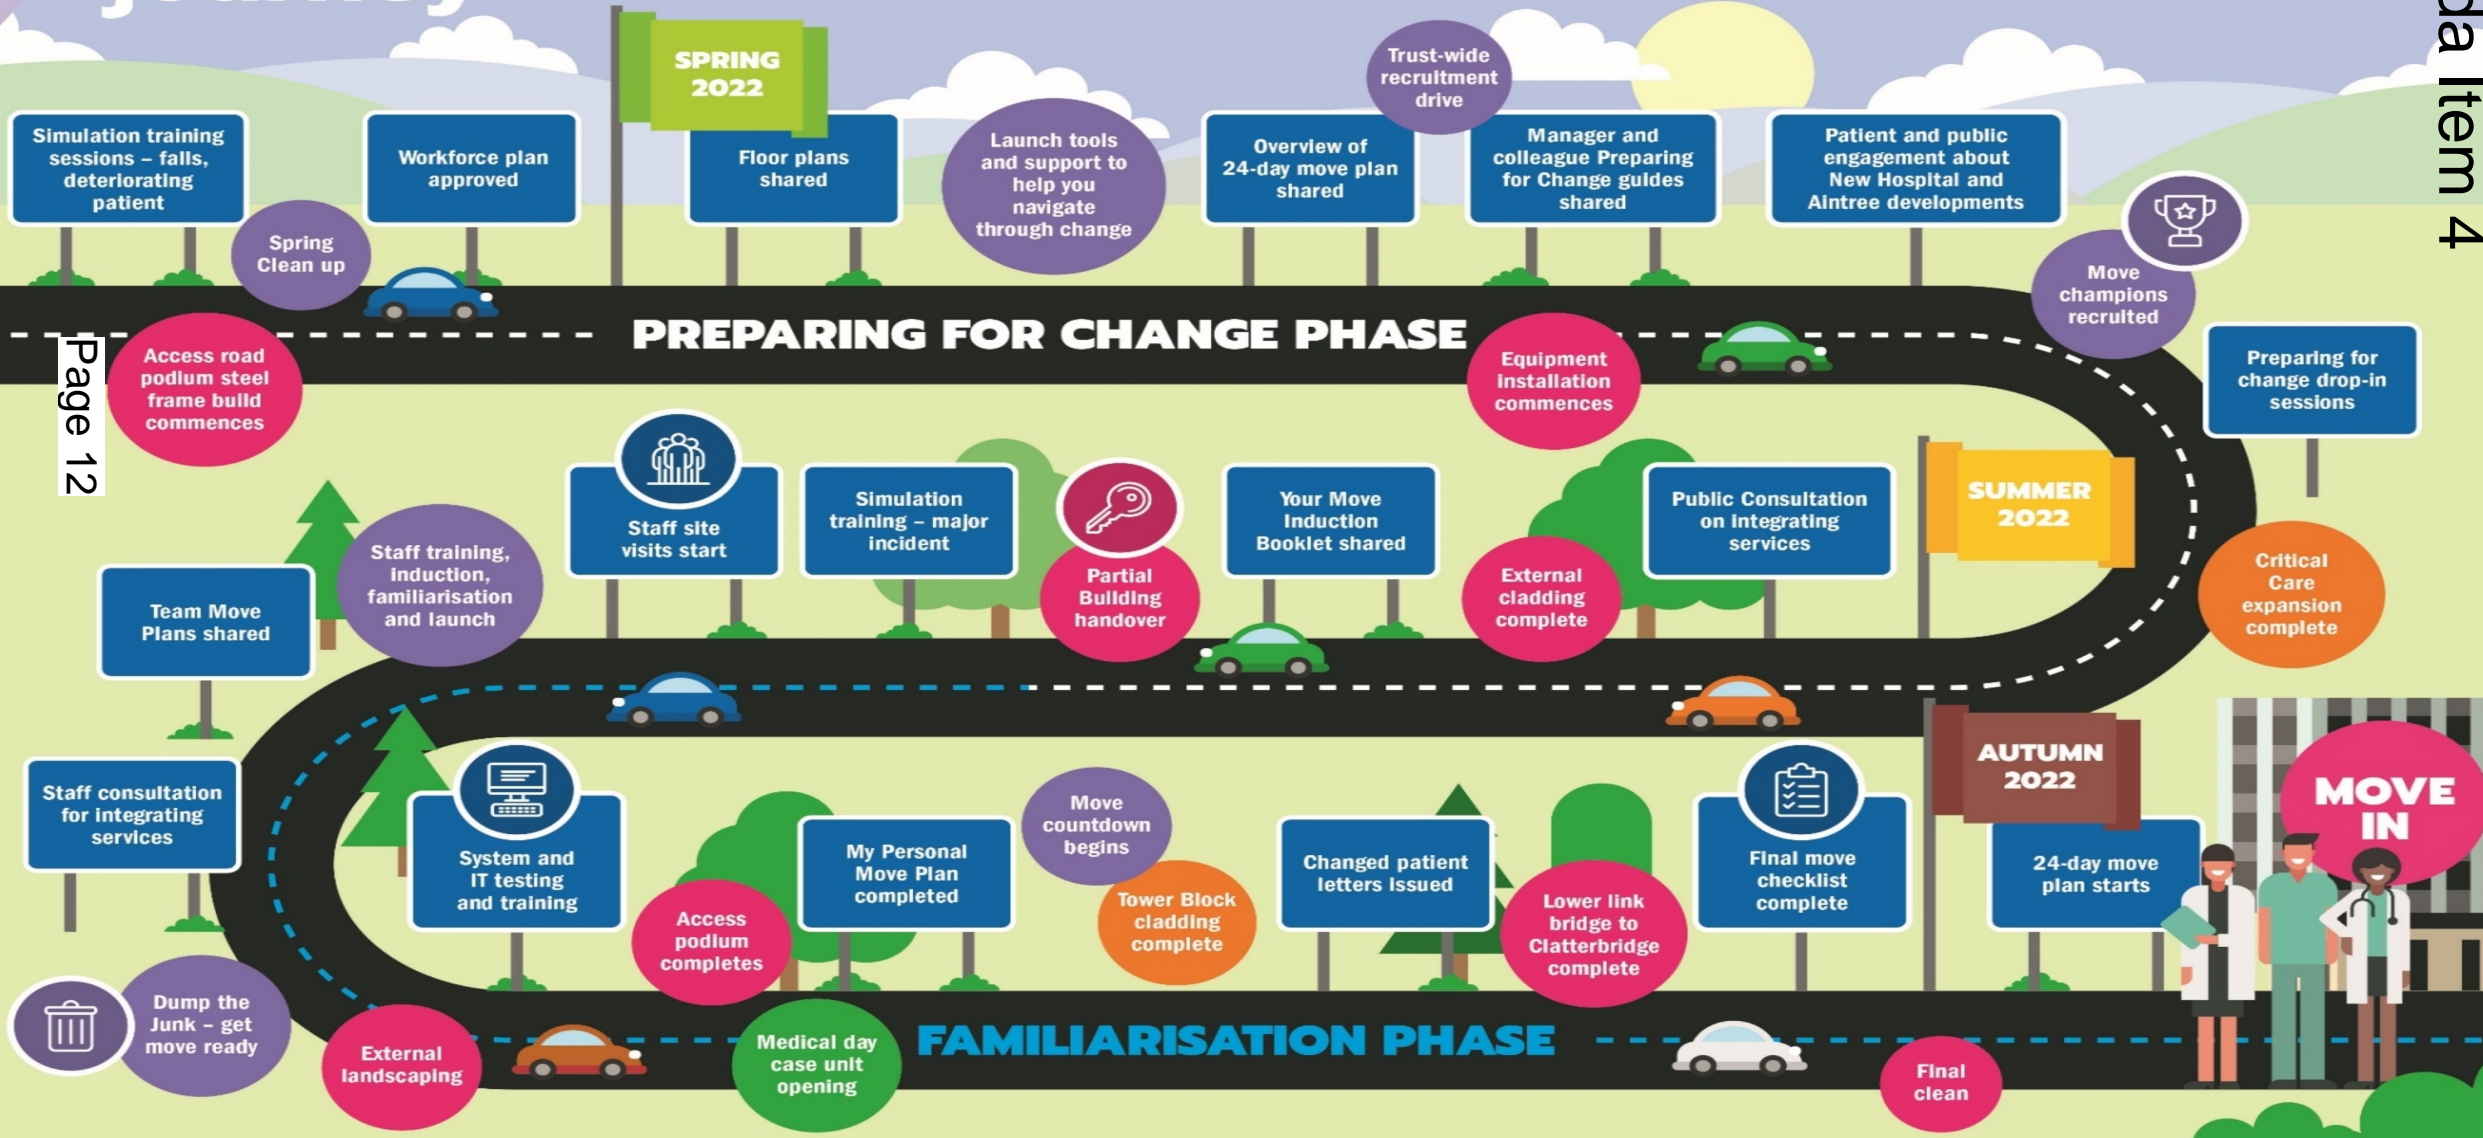 SPRING
2022
Trust-wide
recruitment
drive
Simulation training
sessions – falls,
deteriorating
patient
Workforce plan
approved
Floor plans
shared
Launch tools
and support to
help you
navigate
through change
Overview of
24-day move plan
shared
Manager and
colleague Preparing
for Change guides
shared
Patient and public
engagement about
New Hospital and
Aintree developments
Item 4
Spring
Clean up
Move
champions
recruited
PREPARING FOR CHANGE PHASE
Page 12
Access road
podium steel
frame build
commences
Equipment
installation
commences
Preparing for
change drop-in
sessions
SUMMER
2022
Critical
Care
expansion
complete
Public Consultation
on integrating
services
External
cladding
complete
Your Move
Induction
Booklet shared
Partial
Building
handover
Simulation
training – major
incident
Staff site
visits start
Staff training,
induction,
familiarisation
and launch
Team Move
Plans shared
Staff consultation
for integrating
services
Dump the
Junk – get
move ready
External
landscaping
System and
IT testing
and training
Access
podium
completes
My Personal
Move Plan
completed
Medical day
case unit
opening
Move
countdown
begins
Tower Block
cladding
complete
FAMILIARISATION PHASE
Changed patient
letters issued
Lower link
bridge to
Clatterbridge
complete
Final move
checklist
complete
AUTUMN
2022
24-day move
plan starts
Final
clean
MOVE
IN